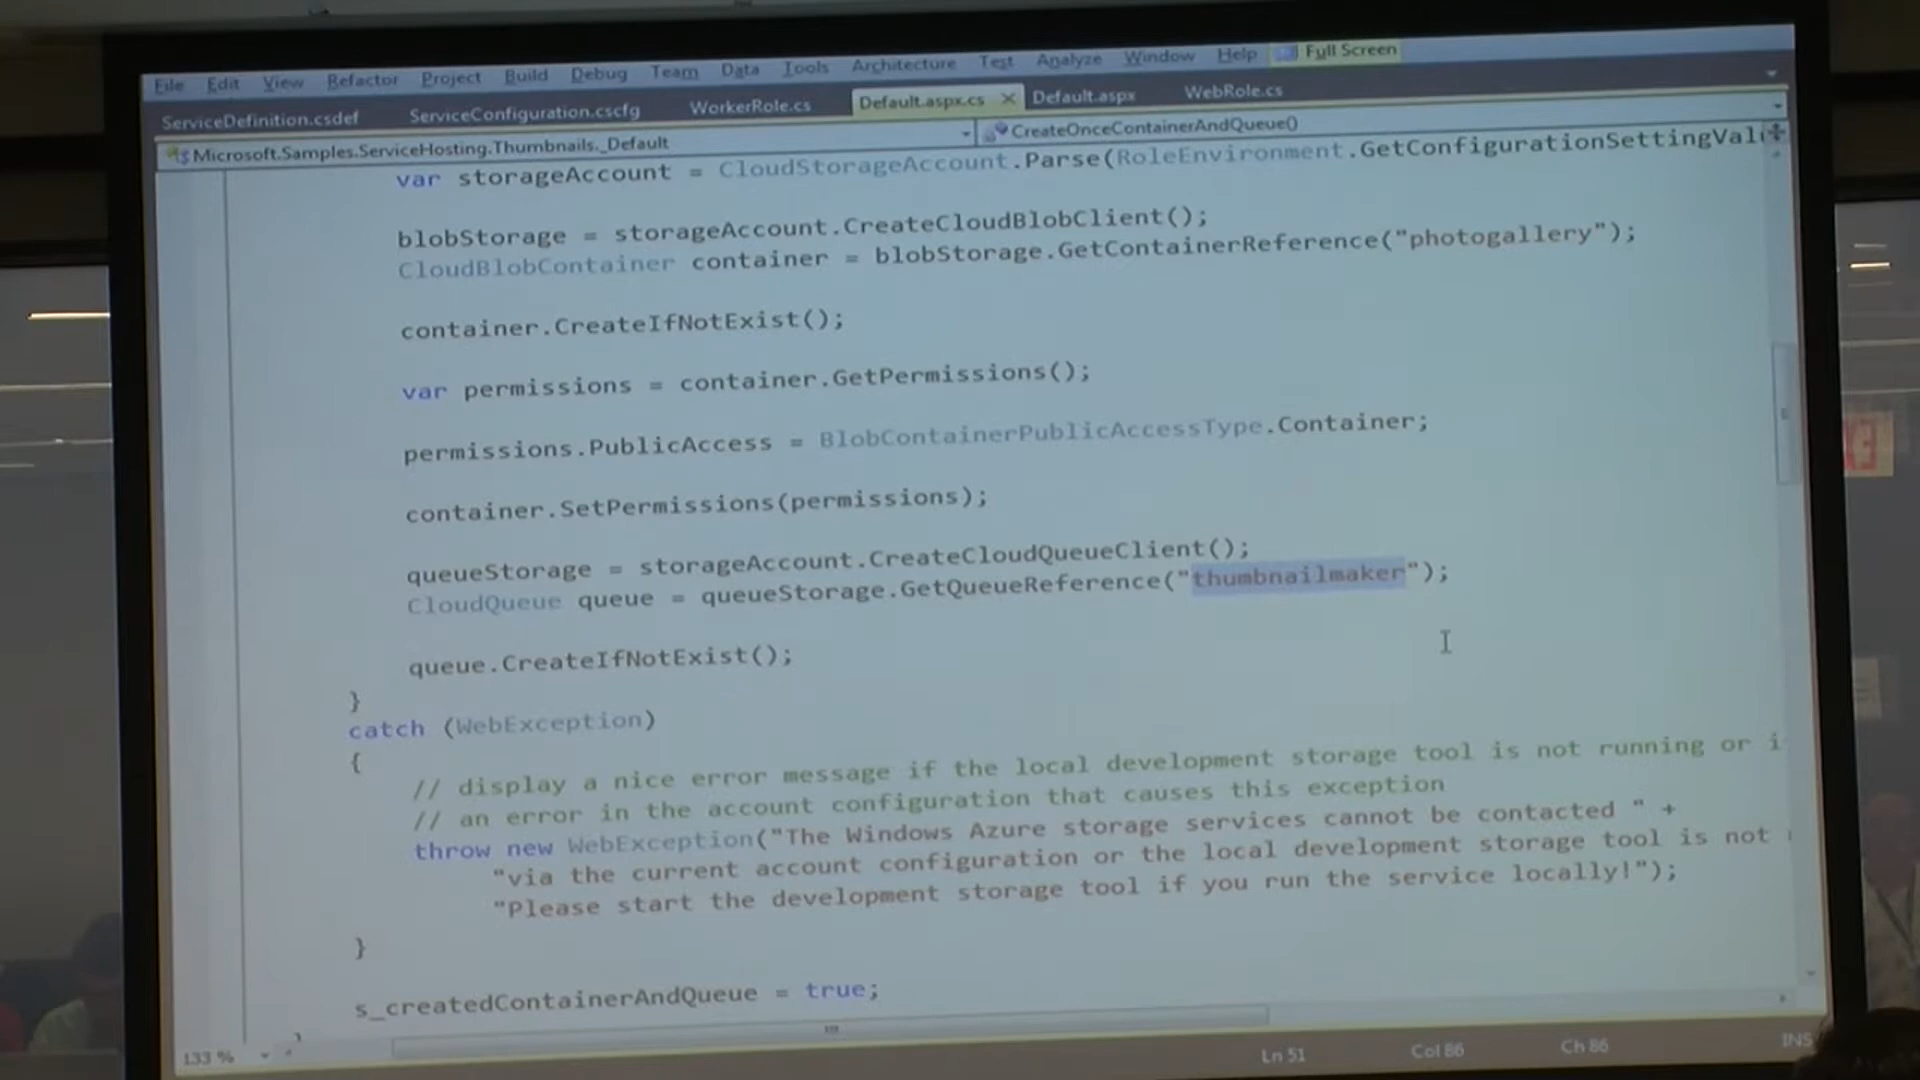 File Edit View Refactor Project Build Debug Team Data Tools Architecture Test Analyze Window Help Full Screen
ServiceDefinition.csdef ServiceConfiguration.cscfg WorkerRole.cs Default.aspx.cs Default.aspx WebRole.cs
Microsoft.Samples.ServiceHosting.Thumbnails._Default CreateOnceContainerAndQueue()
var storageAccount = CloudStorageAccount.Parse(RoleEnvironment.GetConfigurationSettingVal
blobStorage = storageAccount.CreateCloudBlobClient();
CloudBlobContainer container = blobStorage.GetContainerReference("photogallery");
container.CreateIfNotExist();
var permissions = container.GetPermissions();
permissions.PublicAccess = BlobContainerPublicAccessType.Container;
container.SetPermissions(permissions);
queueStorage = storageAccount.CreateCloudQueueClient();
CloudQueue queue = queueStorage.GetQueueReference("thumbnailmaker");
queue.CreateIfNotExist();
}
catch (WebException)
{
// display a nice error message if the local development storage tool is not running or i
// an error in the account configuration that causes this exception
throw new WebException("The Windows Azure storage services cannot be contacted " +
"via the current account configuration or the local development storage tool is not
"Please start the development storage tool if you run the service locally!");
}
s_createdContainerAndQueue = true;
133 % Ln 51 Col 86 Ch 86 INS